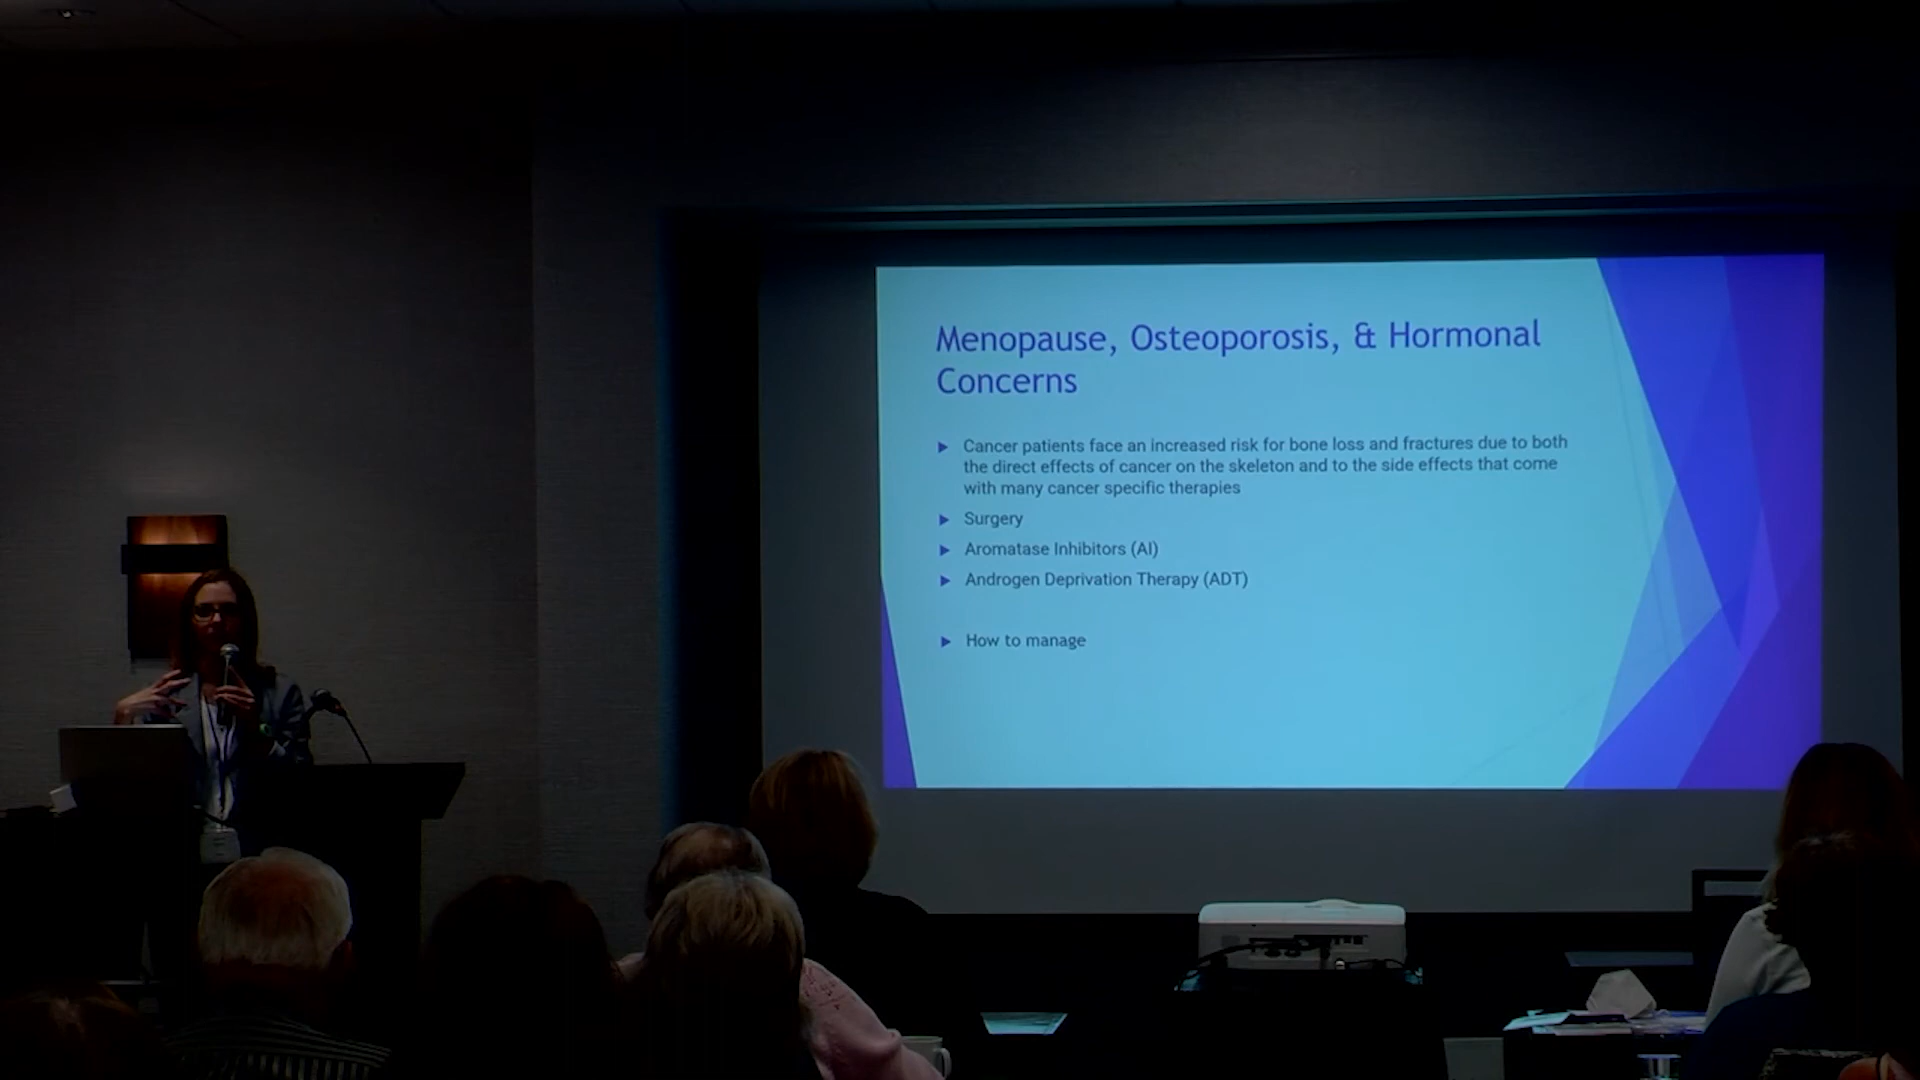 Menopause, Osteoporosis, & Hormonal
Concerns
Cancer patients face an increased risk for bone loss and fractures due to both
the direct effects of cancer on the skeleton and to the side effects that come
with many cancer specific therapies
Surgery
Aromatase Inhibitors (AI)
Androgen Deprivation Therapy (ADT)
How to manage